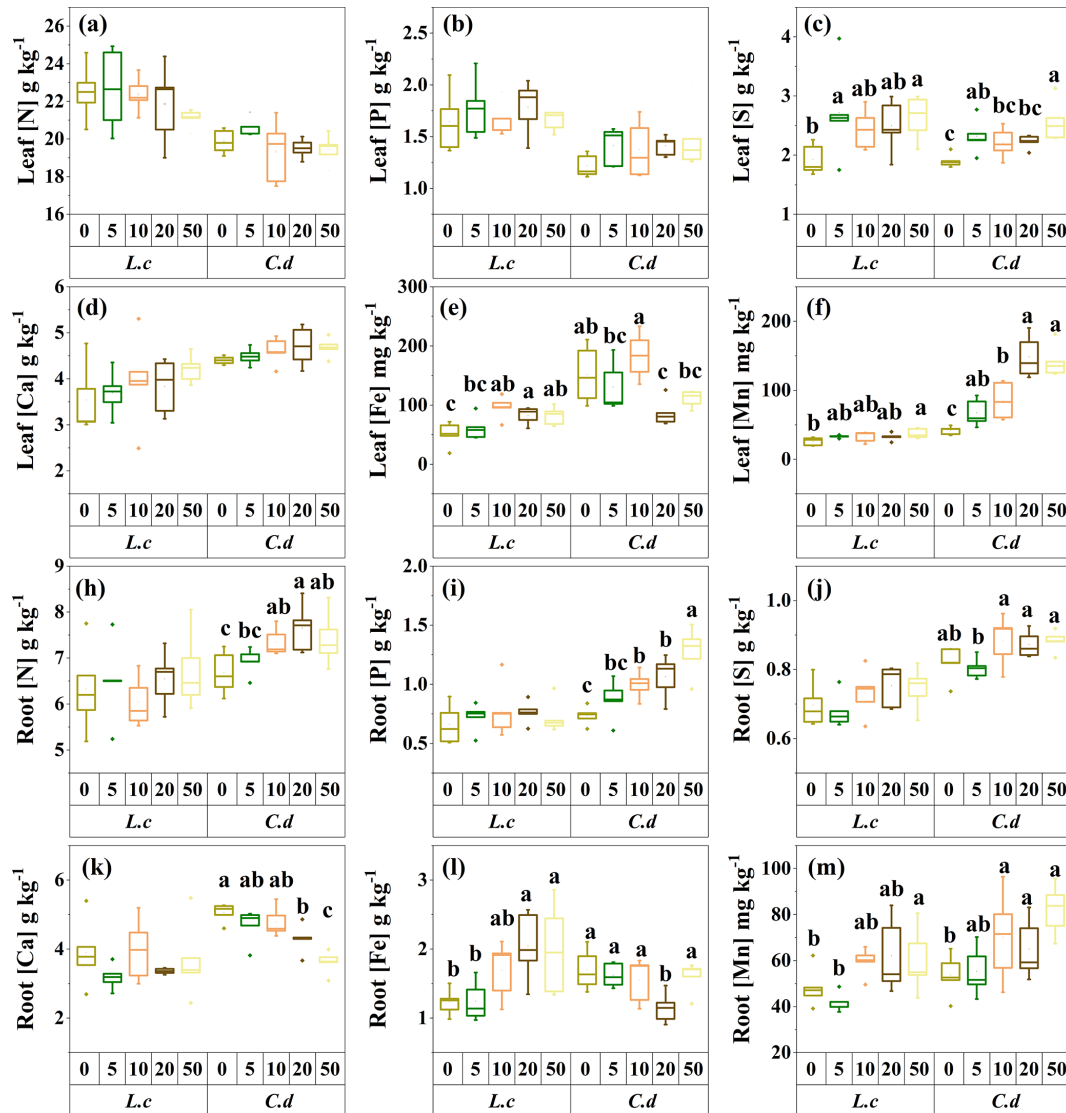 (a)
Leaf [N] g kg⁻¹
26
24
22
20
18
16
0 5 10 20 50 0 5 10 20 50
L.c C.d
(b)
Leaf [P] g kg⁻¹
2.5
2.0
1.5
1.0
0 5 10 20 50 0 5 10 20 50
L.c C.d
(c)
Leaf [S] g kg⁻¹
4
3
2
1
b a ab ab a c ab bc bc a
0 5 10 20 50 0 5 10 20 50
L.c C.d
(d)
Leaf [Ca] g kg⁻¹
6
5
4
3
2
0 5 10 20 50 0 5 10 20 50
L.c C.d
(e)
Leaf [Fe] mg kg⁻¹
300
200
100
0
c bc ab a ab ab bc a c bc
0 5 10 20 50 0 5 10 20 50
L.c C.d
(f)
Leaf [Mn] mg kg⁻¹
200
100
0
b ab ab ab a c ab b a a
0 5 10 20 50 0 5 10 20 50
L.c C.d
(h)
Root [N] g kg⁻¹
9
8
7
6
5
c bc ab a ab
0 5 10 20 50 0 5 10 20 50
L.c C.d
(i)
Root [P] g kg⁻¹
2.0
1.5
1.0
0.5
c bc b b a
0 5 10 20 50 0 5 10 20 50
L.c C.d
(j)
Root [S] g kg⁻¹
1.0
0.8
0.6
ab b a a a
0 5 10 20 50 0 5 10 20 50
L.c C.d
(k)
Root [Ca] g kg⁻¹
6
4
2
a ab ab b c
0 5 10 20 50 0 5 10 20 50
L.c C.d
(l)
Root [Fe] g kg⁻¹
3
2
1
b b ab a a a a a b a
0 5 10 20 50 0 5 10 20 50
L.c C.d
(m)
Root [Mn] mg kg⁻¹
100
80
60
40
20
b b ab a a ab ab a a a
0 5 10 20 50 0 5 10 20 50
L.c C.d